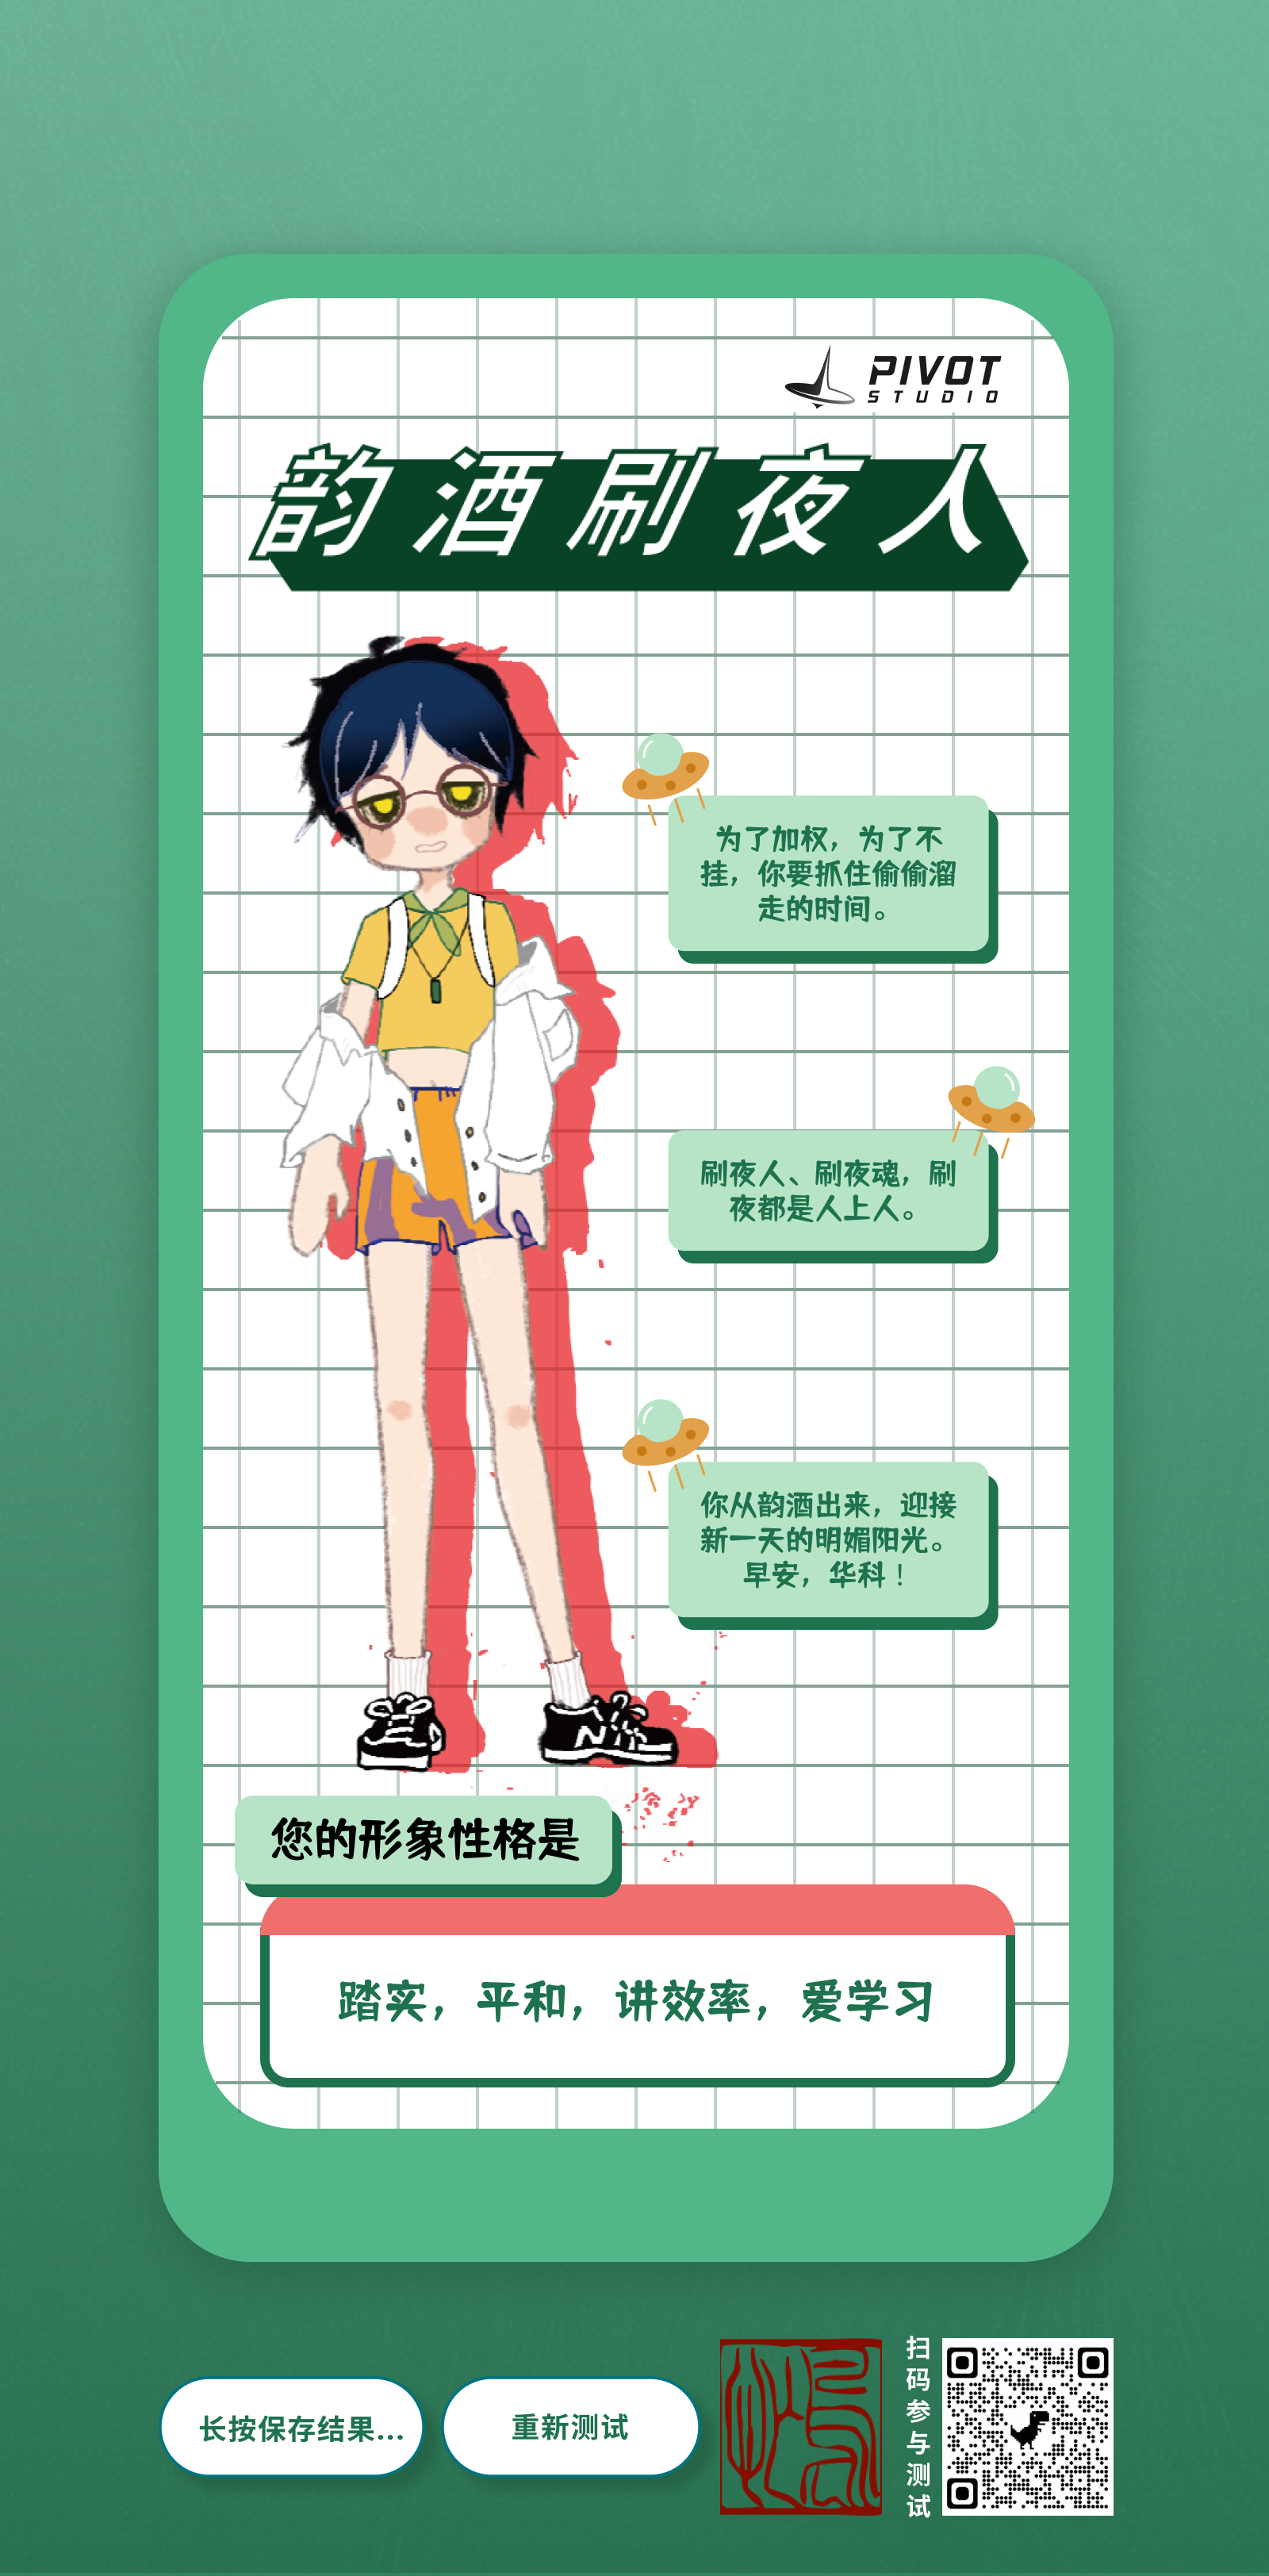 PIVOT
STUDIO
韵酒刷夜人
为了加权，为了不
挂，你要抓住偷偷溜
走的时间。
刷夜人、刷夜魂，刷
夜都是人上人。
你从韵酒出来，迎接
新一天的明媚阳光。
早安，华科！
您的形象性格是
踏实，平和，讲效率，爱学习
长按保存结果...
重新测试
扫码参与测试